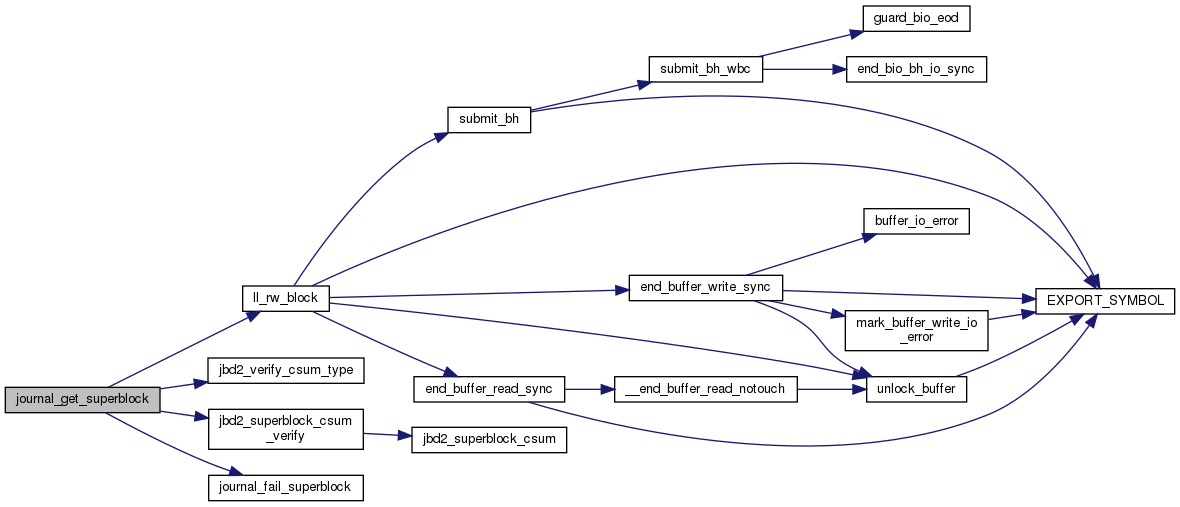 guard_bio_eod
submit_bh_wbc
end_bio_bh_io_sync
submit_bh
buffer_io_error
ll_rw_block
end_buffer_write_sync
EXPORT_SYMBOL
mark_buffer_write_io
_error
jbd2_verify_csum_type
end_buffer_read_sync
__end_buffer_read_notouch
unlock_buffer
journal_get_superblock
jbd2_superblock_csum
_verify
jbd2_superblock_csum
journal_fail_superblock